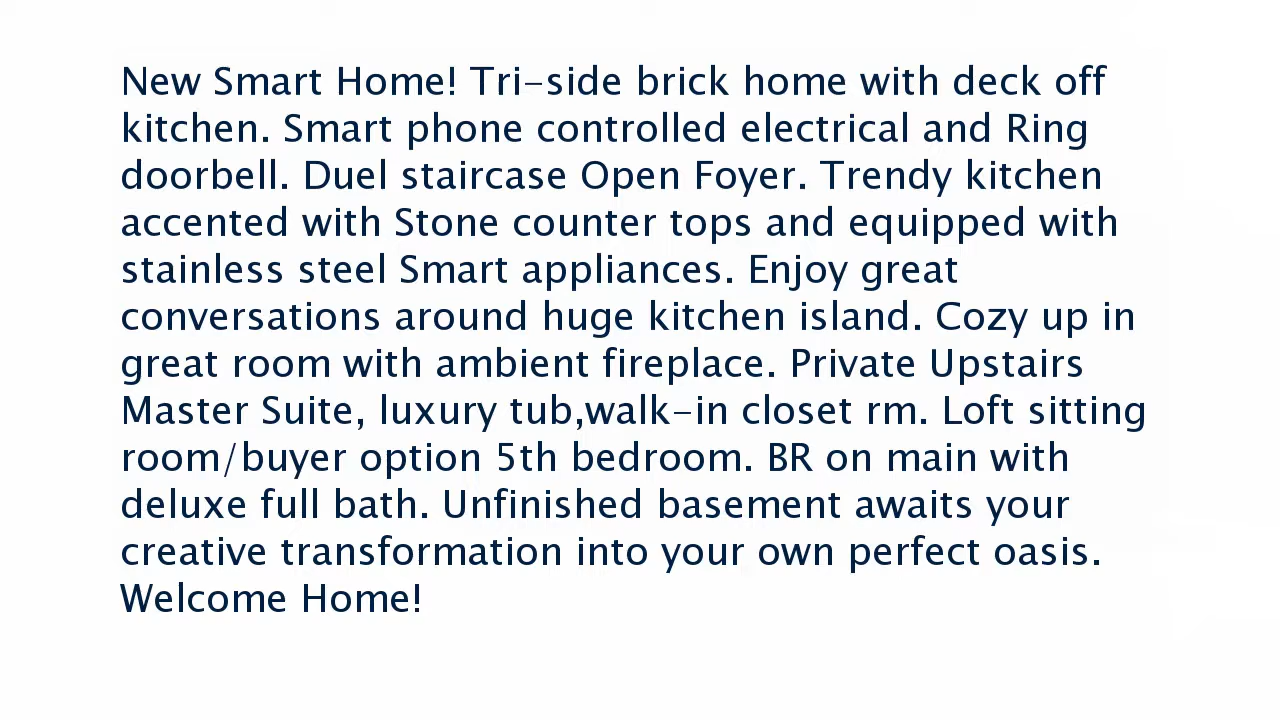 New Smart Home! Tri-side brick home with deck off
kitchen. Smart phone controlled electrical and Ring
doorbell. Duel staircase Open Foyer. Trendy kitchen
accented with Stone counter tops and equipped with
stainless steel Smart appliances. Enjoy great
conversations around huge kitchen island. Cozy up in
great room with ambient fireplace. Private Upstairs
Master Suite, luxury tub,walk-in closet rm. Loft sitting
room/buyer option 5th bedroom. BR on main with
deluxe full bath. Unfinished basement awaits your
creative transformation into your own perfect oasis.
Welcome Home!